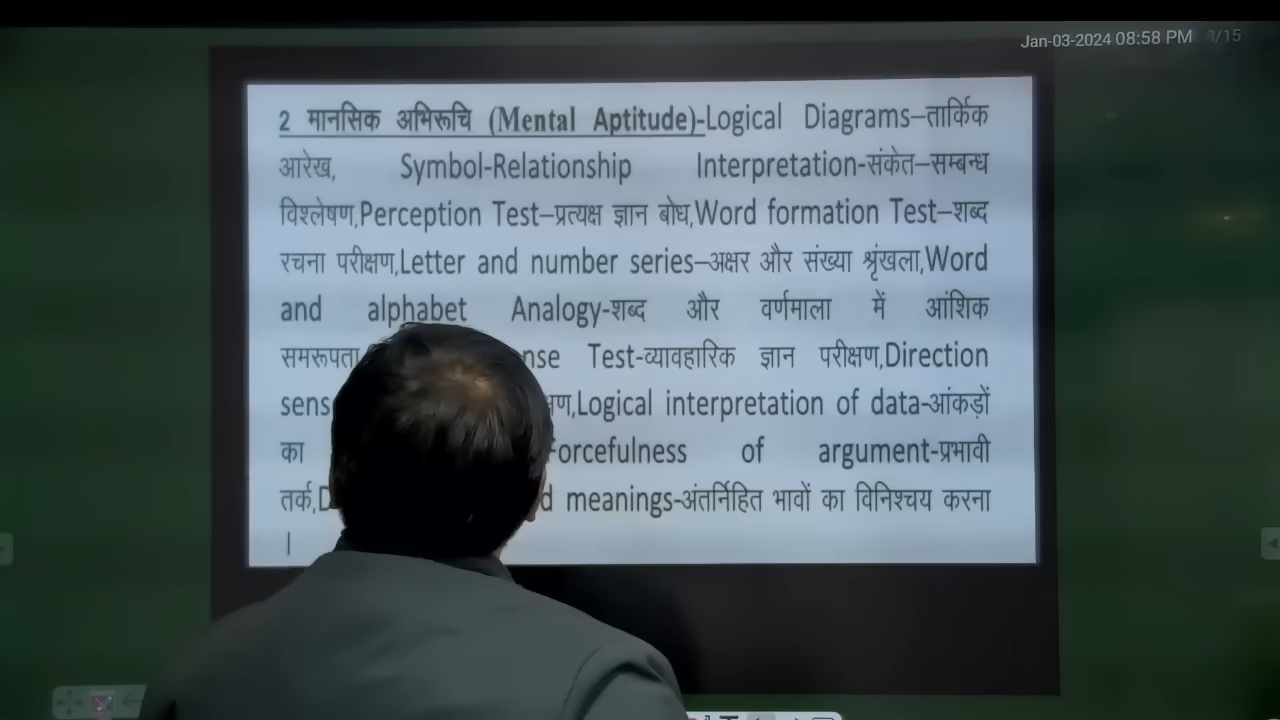 Jan-03-2024 08:58 PM /15
2 मानसिक अभिरूचि (Mental Aptitude)-Logical Diagrams–तार्किक
आरेख, Symbol-Relationship Interpretation-संकेत–सम्बन्ध
विश्लेषण,Perception Test–प्रत्यक्ष ज्ञान बोध,Word formation Test–शब्द
रचना परीक्षण,Letter and number series–अक्षर और संख्या श्रृंखला,Word
and alphabet Analogy-शब्द और वर्णमाला में आंशिक
समरूपता Test-व्यावहारिक ज्ञान परीक्षण,Direction
Logical interpretation of data-आंकड़ों
का of argument-प्रभावी
तर्क, meanings-अंतर्निहित भावों का विनिश्चय करना
|